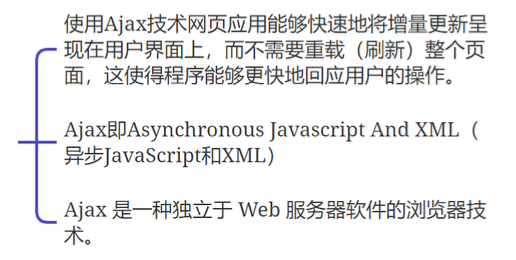 使用Ajax技术网页应用能够快速地将增量更新呈
现在用户界面上，而不需要重载（刷新）整个页
面，这使得程序能够更快地回应用户的操作。
Ajax即Asynchronous Javascript And XML（
异步JavaScript和XML）
Ajax 是一种独立于 Web 服务器软件的浏览器技
术。